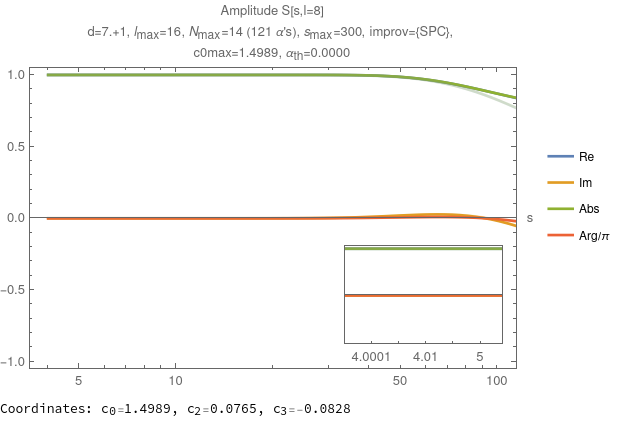 Amplitude S[s,l=8]
d=7.+1, lmax=16, Nmax=14 (121 α's), smax=300, improv={SPC},
c0max=1.4989, αth=0.0000
1.0
0.5
0.0
-0.5
-1.0
s
5 10 50 100
4.0001 4.01 5
Re
Im
Abs
Arg/π
Coordinates: c0=1.4989, c2=0.0765, c3=-0.0828